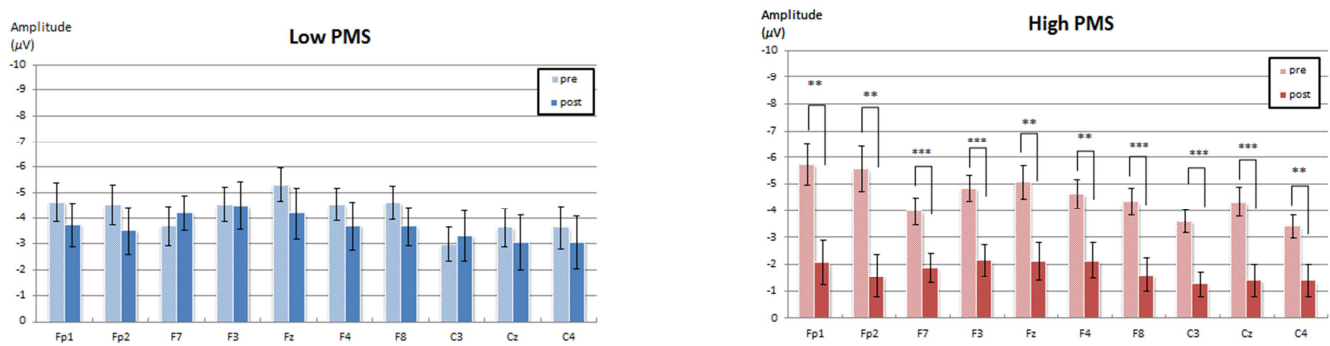 Amplitude
(μV)
Low PMS
-10
-9
-8
-7
-6
-5
-4
-3
-2
-1
0
pre
post
Fp1 Fp2 F7 F3 Fz F4 F8 C3 Cz C4
Amplitude
(μV)
High PMS
-10
-9
-8
-7
-6
-5
-4
-3
-2
-1
0
pre
post
** ** *** *** ** ** *** *** *** **
Fp1 Fp2 F7 F3 Fz F4 F8 C3 Cz C4